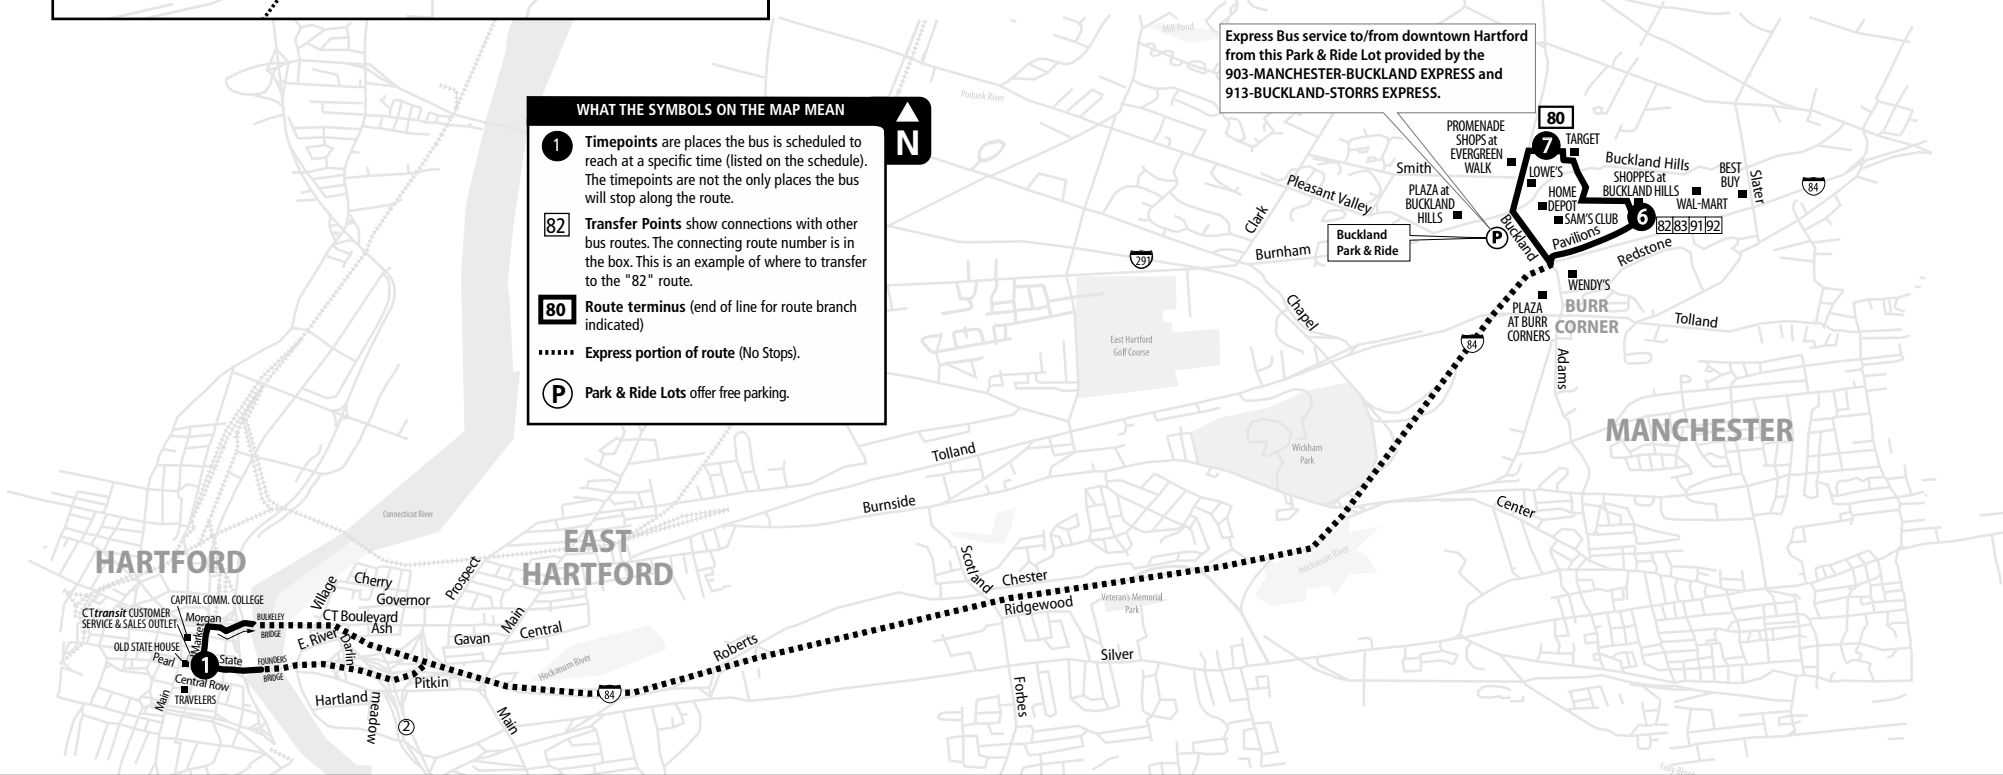 Mill Pond
Express Bus service to/from downtown Hartford
from this Park & Ride Lot provided by the
903-MANCHESTER-BUCKLAND EXPRESS and
913-BUCKLAND-STORRS EXPRESS.
WHAT THE SYMBOLS ON THE MAP MEAN
N
1
Timepoints are places the bus is scheduled to
reach at a specific time (listed on the schedule).
The timepoints are not the only places the bus
will stop along the route.
82
Transfer Points show connections with other
bus routes. The connecting route number is in
the box. This is an example of where to transfer
to the "82" route.
80
Route terminus (end of line for route branch
indicated)
Express portion of route (No Stops).
P
Park & Ride Lots offer free parking.
Podunk River
80
7
PROMENADE
SHOPS at
EVERGREEN
WALK
TARGET
Buckland Hills
Smith
LOWE'S
SHOPPES at
BUCKLAND HILLS
BEST
BUY
Slater
84
Pleasant Valley
PLAZA at
BUCKLAND
HILLS
HOME
DEPOT
SAM'S CLUB
WAL-MART
6
82 83 91 92
Clark
Buckland
Pavilions
Redstone
P
Buckland
Park & Ride
Burnham
291
WENDY'S
Chapel
PLAZA
AT BURR
CORNERS
BURR
CORNER
Tolland
84
Adams
East Hartford
Golf Course
MANCHESTER
Wickham
Park
Tolland
Burnside
Center
Connecticut River
HARTFORD
EAST
HARTFORD
Hockanum River
Scotland
Chester
Ridgewood
Veteran's Memorial
Park
Village
Cherry
Prospect
Governor
CT Boulevard
Ash
Main
Central
Gavan
CAPITAL COMM. COLLEGE
CTtransit CUSTOMER
SERVICE & SALES OUTLET
Morgan
Market
BULKELEY
BRIDGE
E. River
Darlin
OLD STATE HOUSE
Pearl
1
State
FOUNDERS
BRIDGE
Central Row
Main
TRAVELERS
Pitkin
Hartland
meadow
2
Hockanum River
84
Main
Roberts
Silver
Forbes